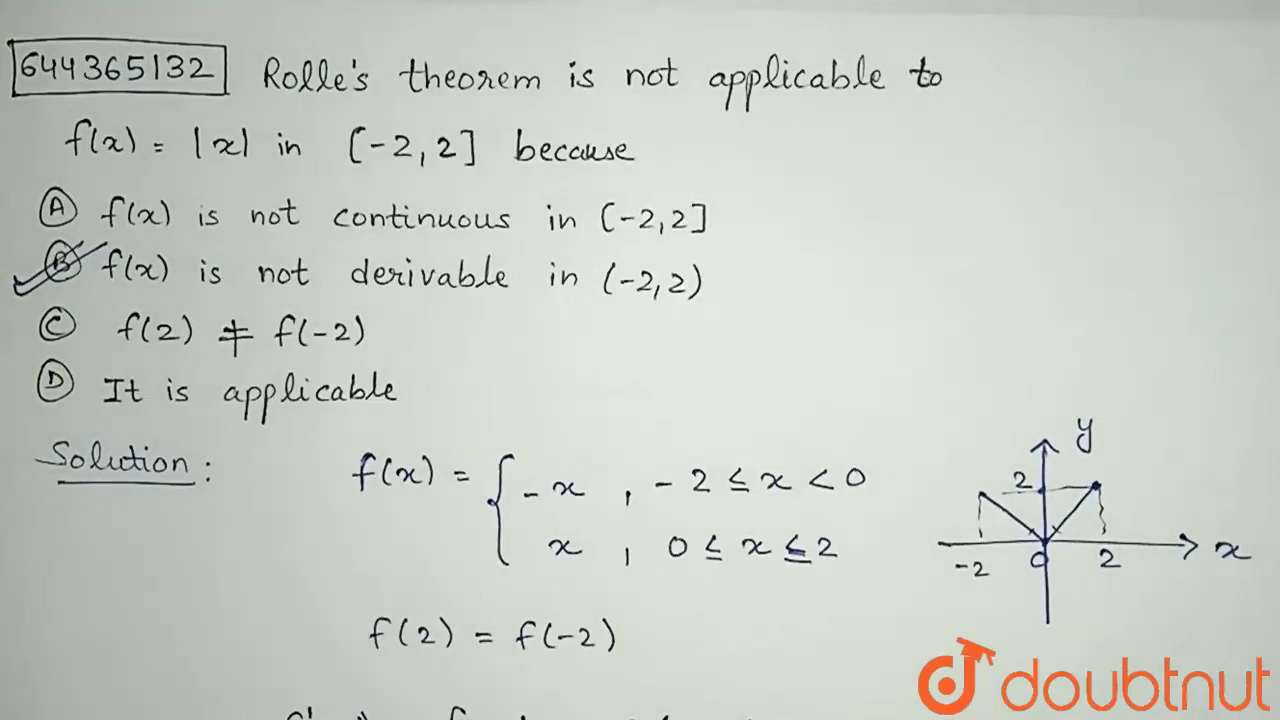 644365132 Rolle's theorem is not applicable to
f(x) = |x| in [-2,2] because
Ⓐ f(x) is not continuous in [-2,2]
Ⓑ f(x) is not derivable in (-2,2)
Ⓒ f(2) ≠ f(-2)
Ⓓ It is applicable
Solution:
f(x) = { -x , -2 ≤ x < 0
x , 0 ≤ x ≤ 2
y
2
-2 0 2 x
f(2) = f(-2)
doubtnut